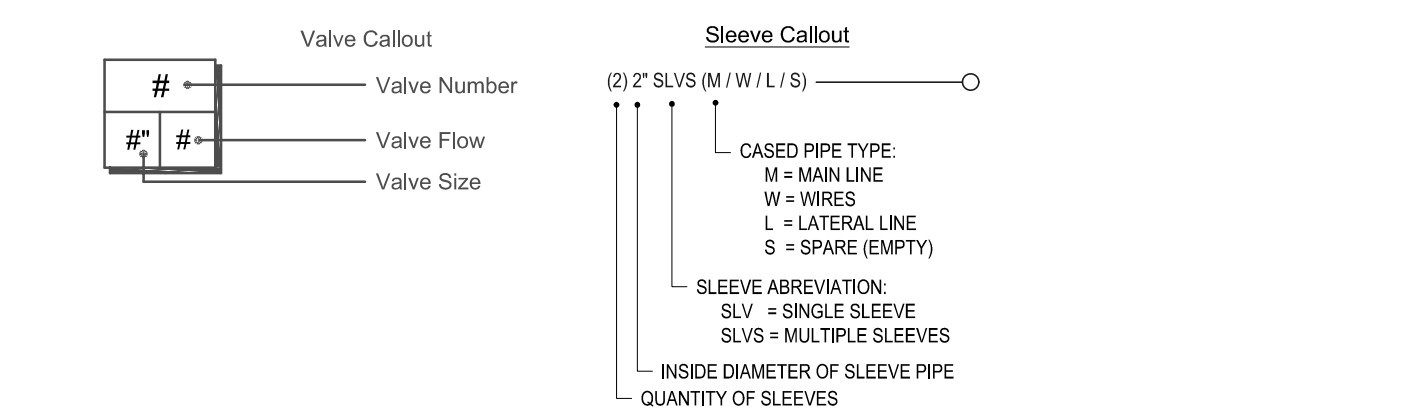 Valve Callout
#
Valve Number
#"
#
Valve Flow
Valve Size
Sleeve Callout
(2) 2" SLVS (M / W / L / S)
CASED PIPE TYPE:
M = MAIN LINE
W = WIRES
L = LATERAL LINE
S = SPARE (EMPTY)
SLEEVE ABREVIATION:
SLV = SINGLE SLEEVE
SLVS = MULTIPLE SLEEVES
INSIDE DIAMETER OF SLEEVE PIPE
QUANTITY OF SLEEVES